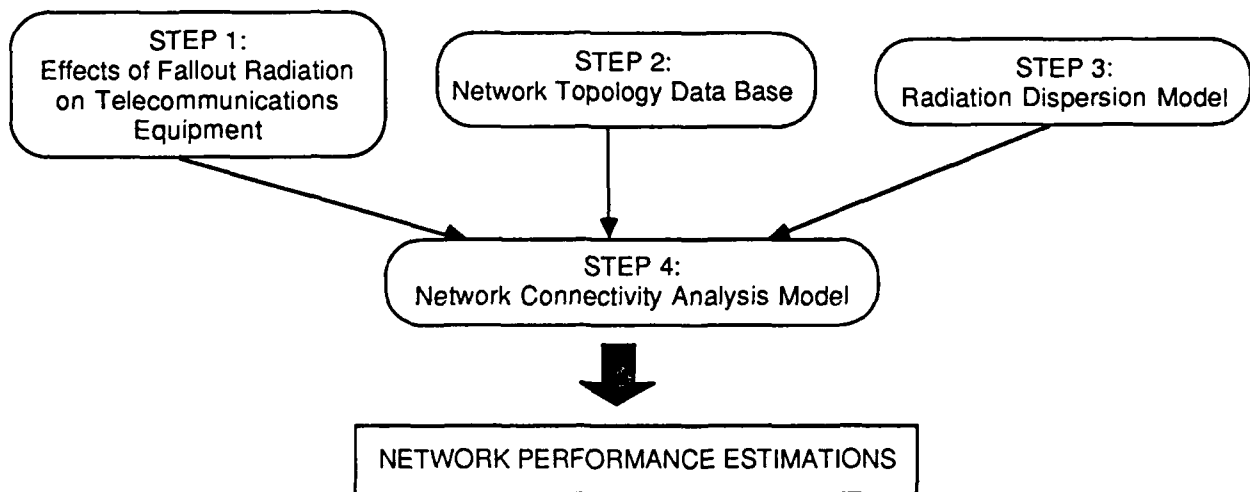 STEP 1:
Effects of Fallout Radiation
on Telecommunications
Equipment
STEP 2:
Network Topology Data Base
STEP 3:
Radiation Dispersion Model
STEP 4:
Network Connectivity Analysis Model
NETWORK PERFORMANCE ESTIMATIONS